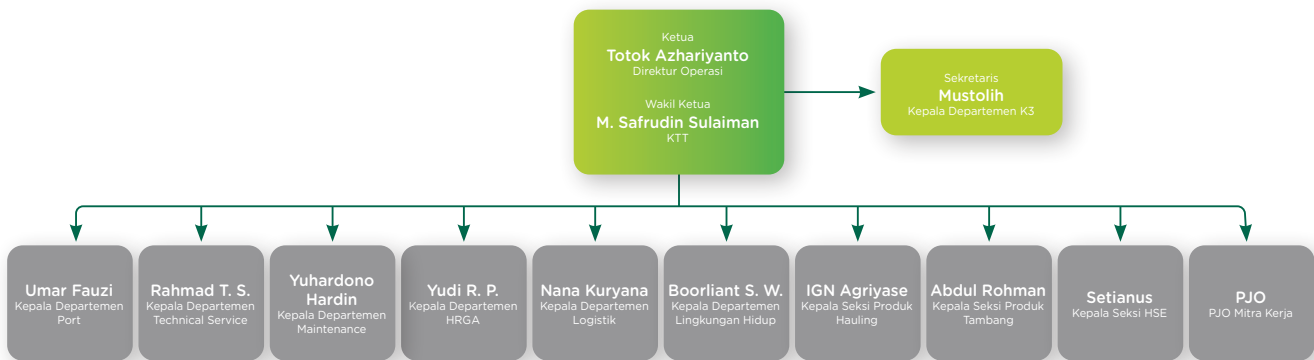 Ketua
Totok Azhariyanto
Direktur Operasi
Wakil Ketua
M. Safrudin Sulaiman
KTT
Sekretaris
Mustolih
Kepala Departemen K3
Umar Fauzi
Kepala Departemen
Port
Rahmad T. S.
Kepala Departemen
Technical Service
Yuhardono
Hardin
Kepala Departemen
Maintenance
Yudi R. P.
Kepala Departemen
HRGA
Nana Kuryana
Kepala Departemen
Logistik
Boorliant S. W.
Kepala Departemen
Lingkungan Hidup
IGN Agriyase
Kepala Seksi Produk
Hauling
Abdul Rohman
Kepala Seksi Produk
Tambang
Setianus
Kepala Seksi HSE
PJO
PJO Mitra Kerja